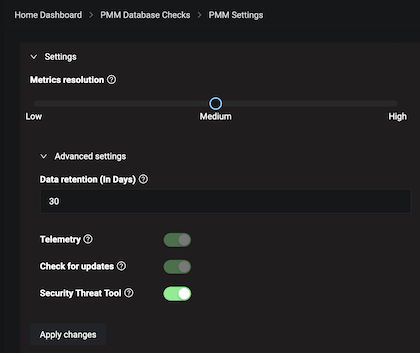 Home Dashboard > PMM Database Checks > PMM Settings
Settings
Metrics resolution
Low Medium High
Advanced settings
Data retention (In Days)
30
Telemetry
Check for updates
Security Threat Tool
Apply changes